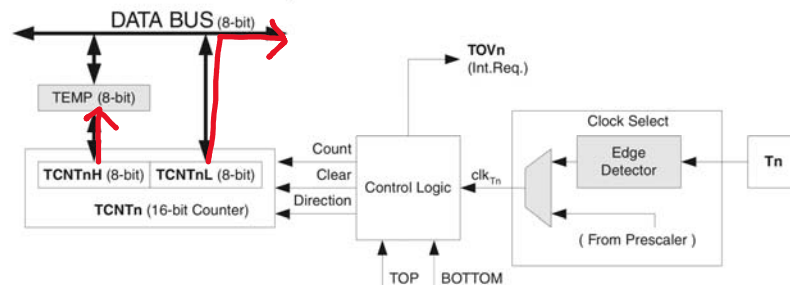 DATA BUS (8-bit)
TEMP (8-bit)
TCNTnH (8-bit) TCNTnL (8-bit)
TCNTn (16-bit Counter)
Count
Clear
Direction
Control Logic
TOVn
(Int.Req.)
TOP
BOTTOM
clkTn
Clock Select
Edge
Detector
( From Prescaler )
Tn